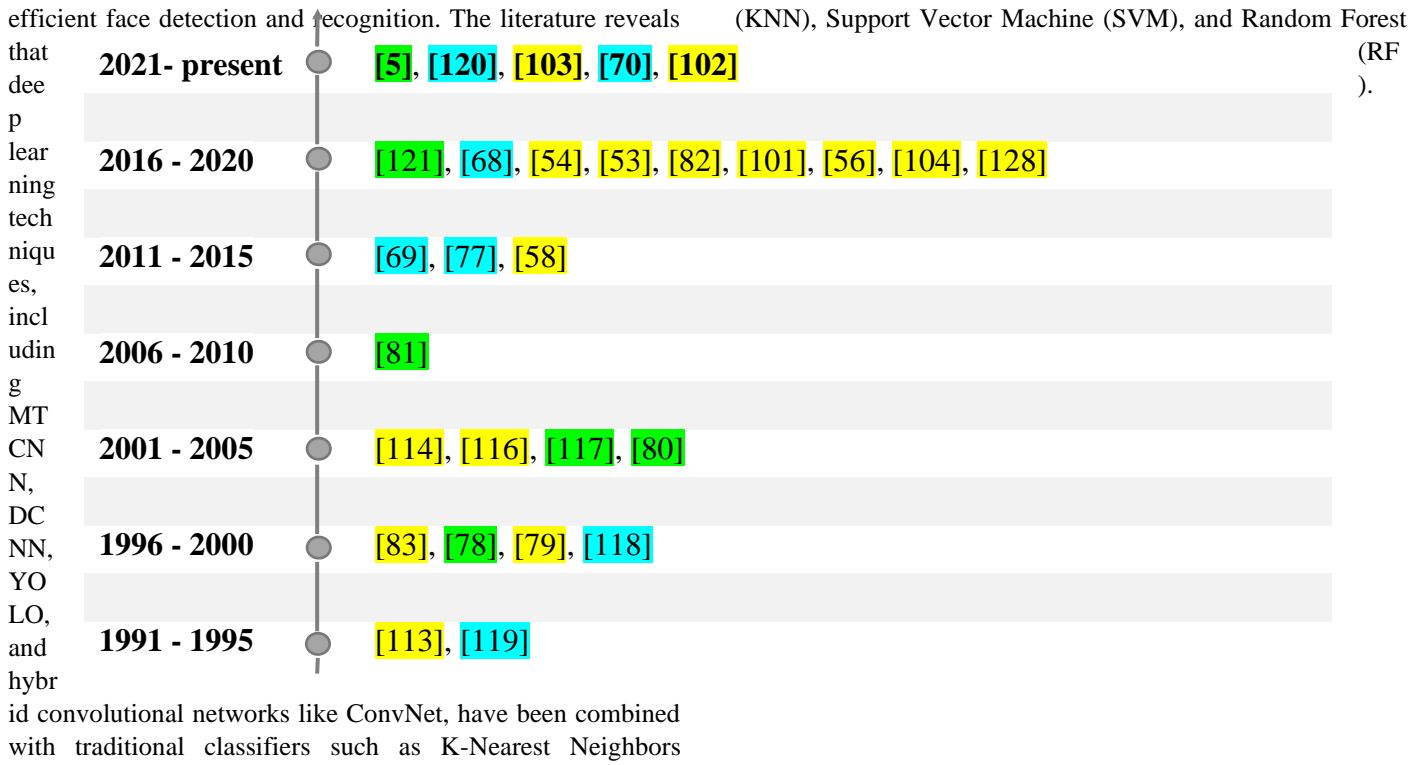 efficient face detection and recognition. The literature reveals
that
dee
p
lear
ning
tech
niqu
es,
incl
udin
g
MT
CN
N,
DC
NN,
YO
LO,
and
hybr
id convolutional networks like ConvNet, have been combined
with traditional classifiers such as K-Nearest Neighbors
(KNN), Support Vector Machine (SVM), and Random Forest
(RF
).
2021- present [5], [120], [103], [70], [102]
2016 - 2020 [121], [68], [54], [53], [82], [101], [56], [104], [128]
2011 - 2015 [69], [77], [58]
2006 - 2010 [81]
2001 - 2005 [114], [116], [117], [80]
1996 - 2000 [83], [78], [79], [118]
1991 - 1995 [113], [119]